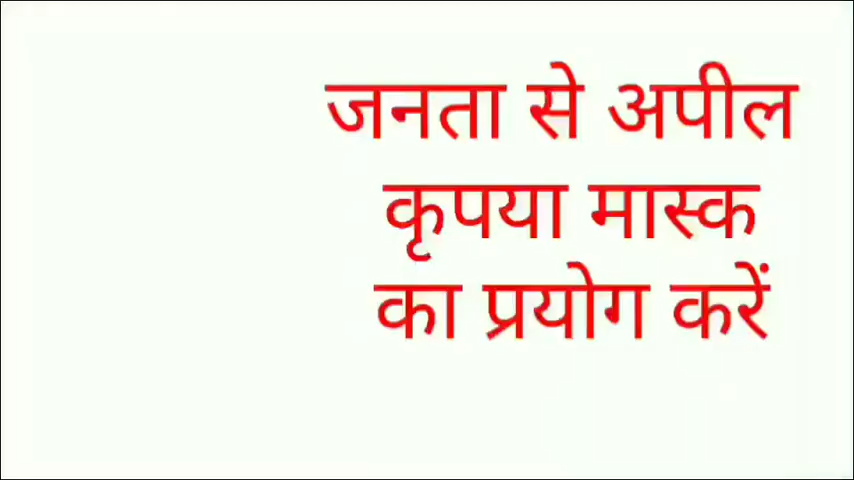 जनता से अपील
कृपया मास्क
का प्रयोग करें